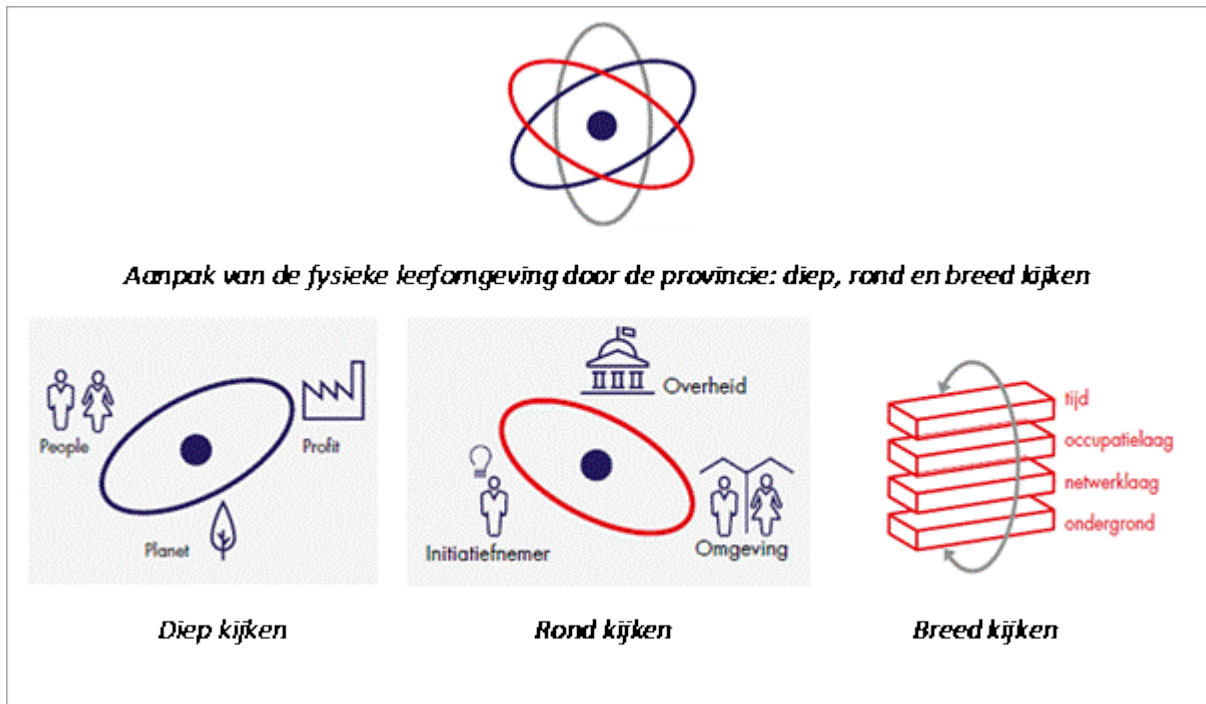 Aanpak van de fysieke leefomgeving door de provincie: diep, rond en breed kijken
People
Profit
Planet
Diep kijken
Overheid
Initiatiefnemer
Omgeving
Rond kijken
tijd
occupatielaag
netwerklaag
ondergrond
Breed kijken